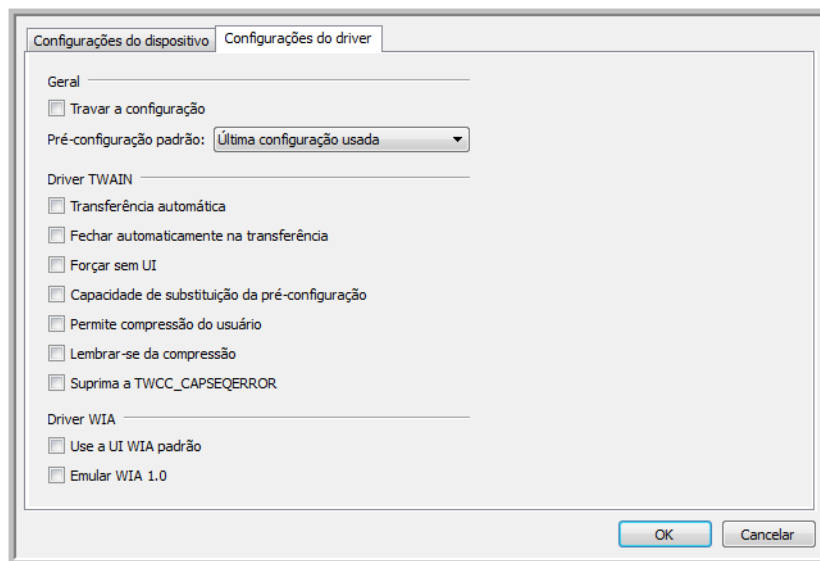 Configurações do dispositivo
Configurações do driver
Geral
Travar a configuração
Pré-configuração padrão: Última configuração usada
Driver TWAIN
Transferência automática
Fechar automaticamente na transferência
Forçar sem UI
Capacidade de substituição da pré-configuração
Permite compressão do usuário
Lembrar-se da compressão
Suprima a TWCC_CAPSEQERROR
Driver WIA
Use a UI WIA padrão
Emular WIA 1.0
OK
Cancelar